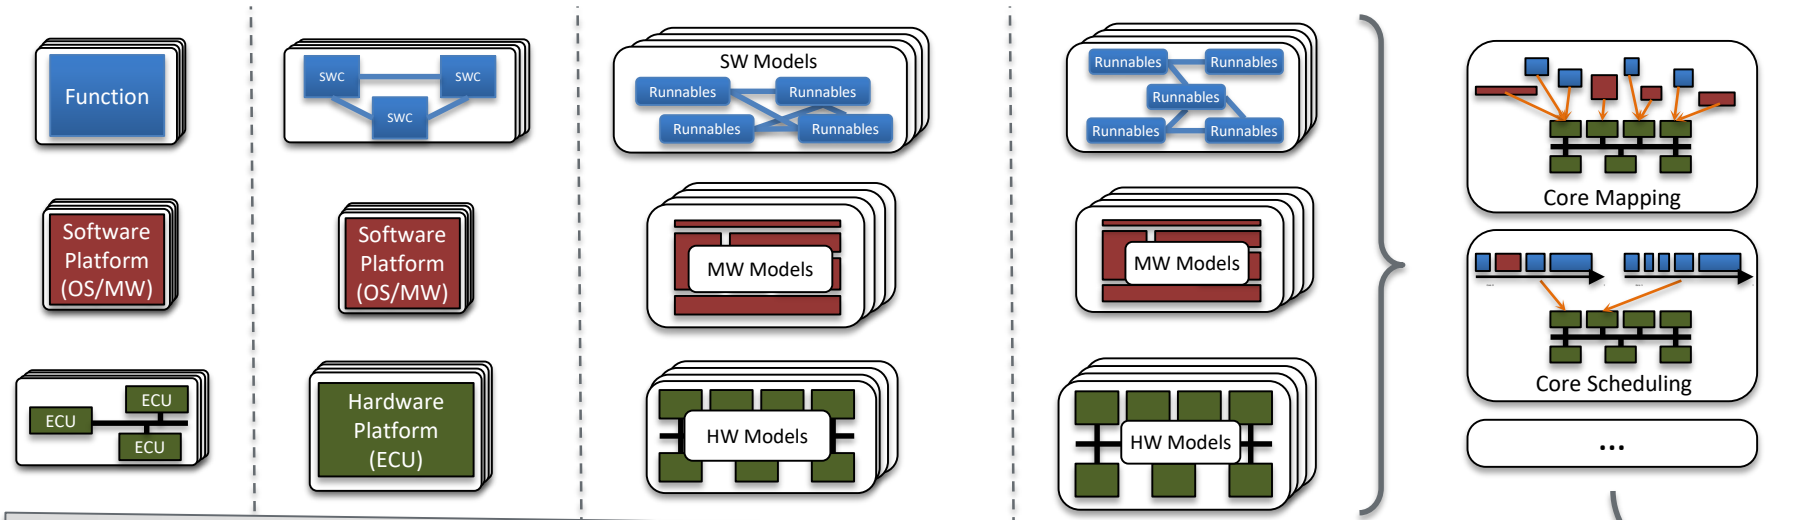 Function
SWC
SWC
SWC
SW Models
Runnables
Runnables
Runnables
Runnables
Runnables
Runnables
Runnables
Runnables
Runnables
Core Mapping
Software
Platform
(OS/MW)
Software
Platform
(OS/MW)
MW Models
MW Models
Core Scheduling
ECU
ECU
ECU
Hardware
Platform
(ECU)
HW Models
HW Models
...